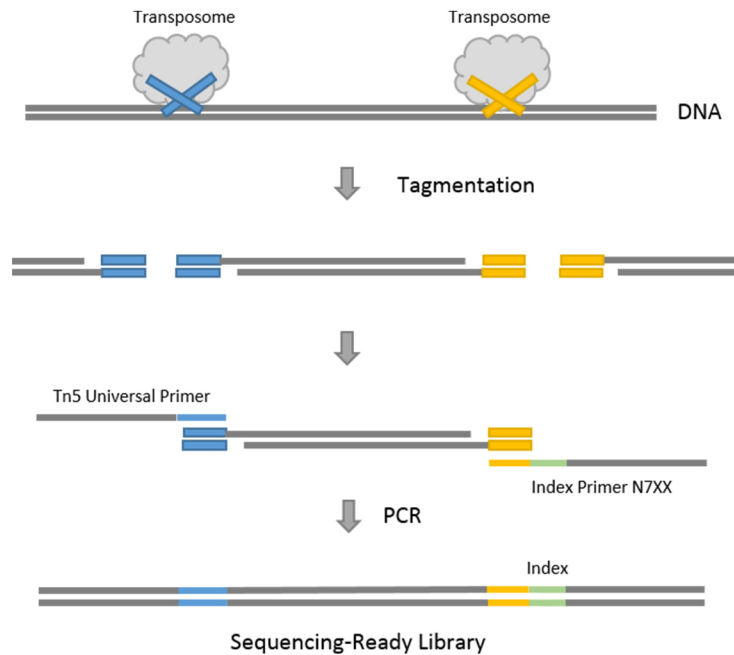 Transposome
Transposome
DNA
Tagmentation
Tn5 Universal Primer
Index Primer N7XX
PCR
Index
Sequencing-Ready Library